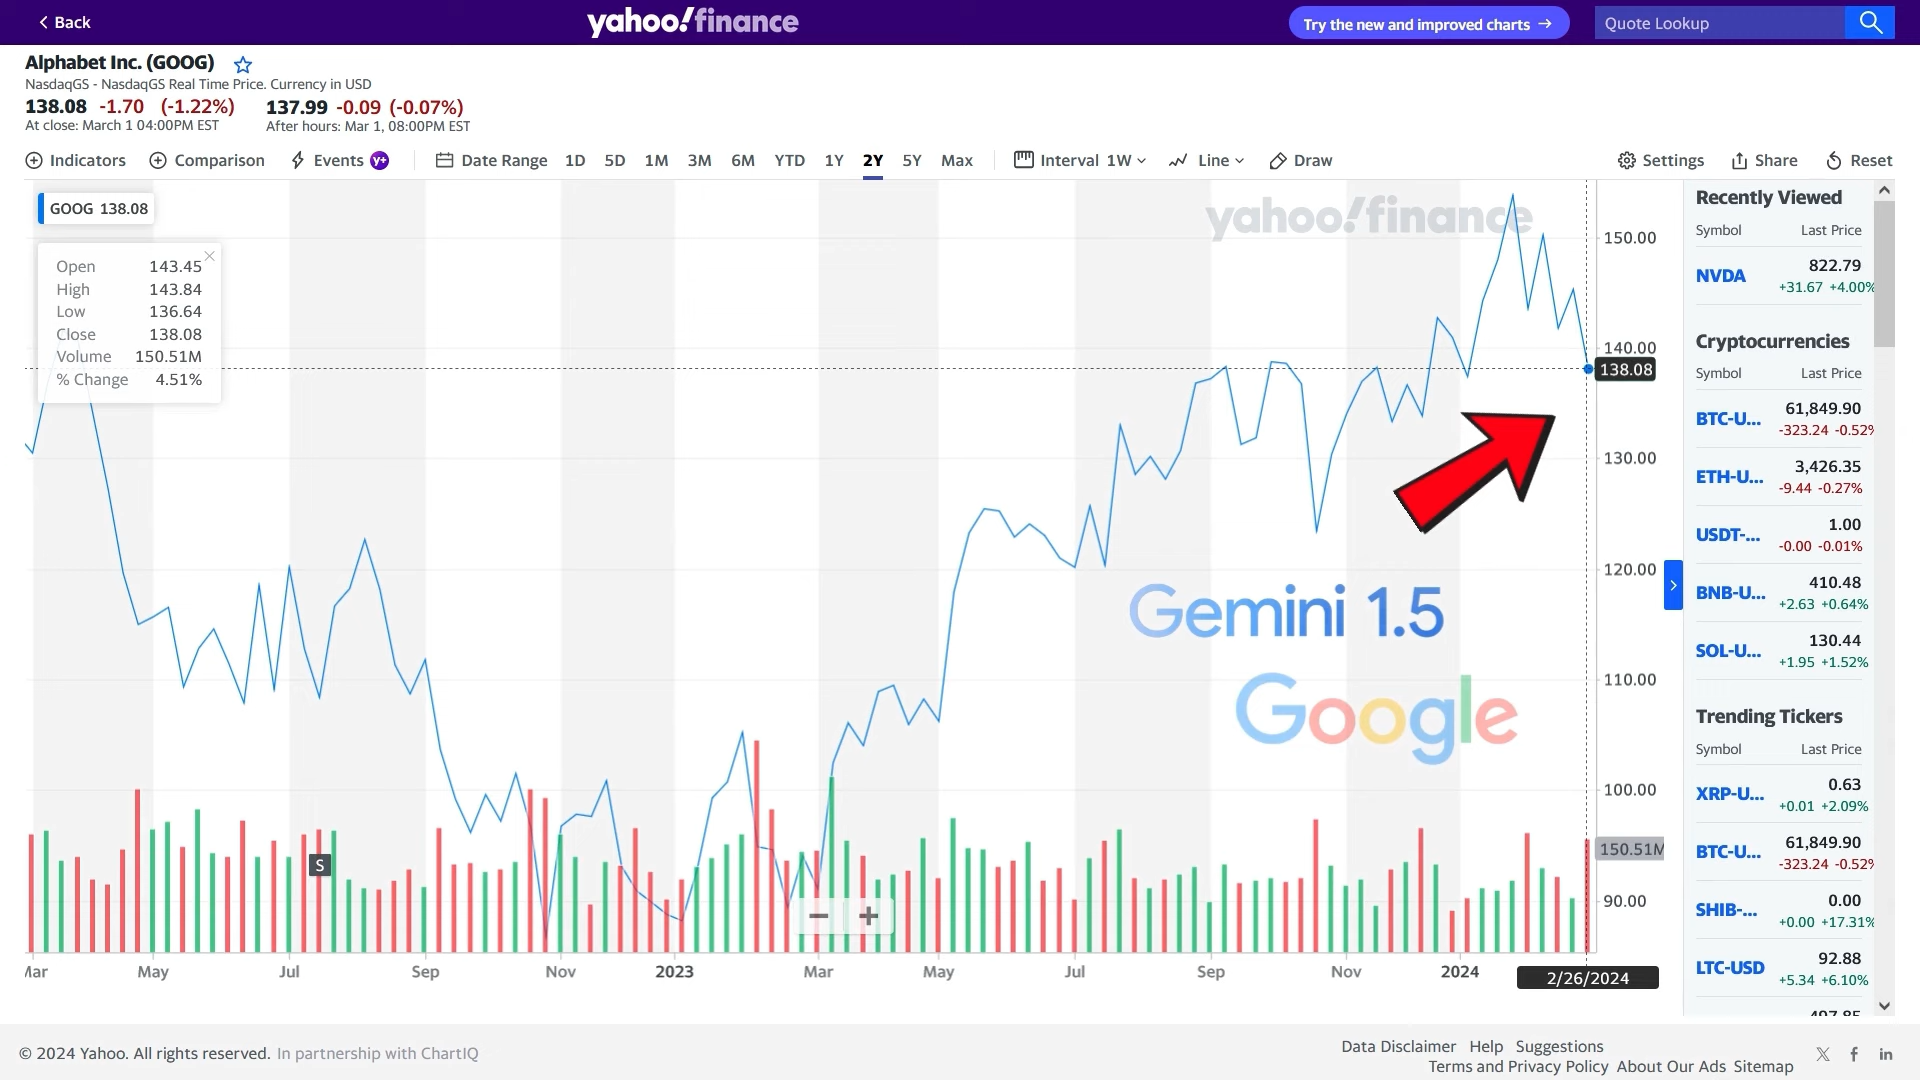 Back
yahoo!finance
Try the new and improved charts →
Quote Lookup
Alphabet Inc. (GOOG)
NasdaqGS - NasdaqGS Real Time Price. Currency in USD
138.08 -1.70 (-1.22%) 137.99 -0.09 (-0.07%)
At close: March 1 04:00PM EST After hours: Mar 1, 08:00PM EST
Indicators Comparison Events y+ Date Range 1D 5D 1M 3M 6M YTD 1Y 2Y 5Y Max Interval 1W Line Draw Settings Share Reset
GOOG 138.08
yahoo!finance
Open 143.45
High 143.84
Low 136.64
Close 138.08
Volume 150.51M
% Change 4.51%
150.00
140.00
138.08
130.00
120.00
110.00
100.00
150.51M
90.00
Gemini 1.5
Google
S
Mar May Jul Sep Nov 2023 Mar May Jul Sep Nov 2024 2/26/2024
Recently Viewed
Symbol Last Price
NVDA 822.79
+31.67 +4.00%
Cryptocurrencies
Symbol Last Price
BTC-U... 61,849.90
-323.24 -0.52%
ETH-U... 3,426.35
-9.44 -0.27%
USDT-... 1.00
-0.00 -0.01%
BNB-U... 410.48
+2.63 +0.64%
SOL-U... 130.44
+1.95 +1.52%
Trending Tickers
Symbol Last Price
XRP-U... 0.63
+0.01 +2.09%
BTC-U... 61,849.90
-323.24 -0.52%
SHIB-... 0.00
+0.00 +17.31%
LTC-USD 92.88
+5.34 +6.10%
© 2024 Yahoo. All rights reserved. In partnership with ChartIQ
Data Disclaimer Help Suggestions
Terms and Privacy Policy About Our Ads Sitemap